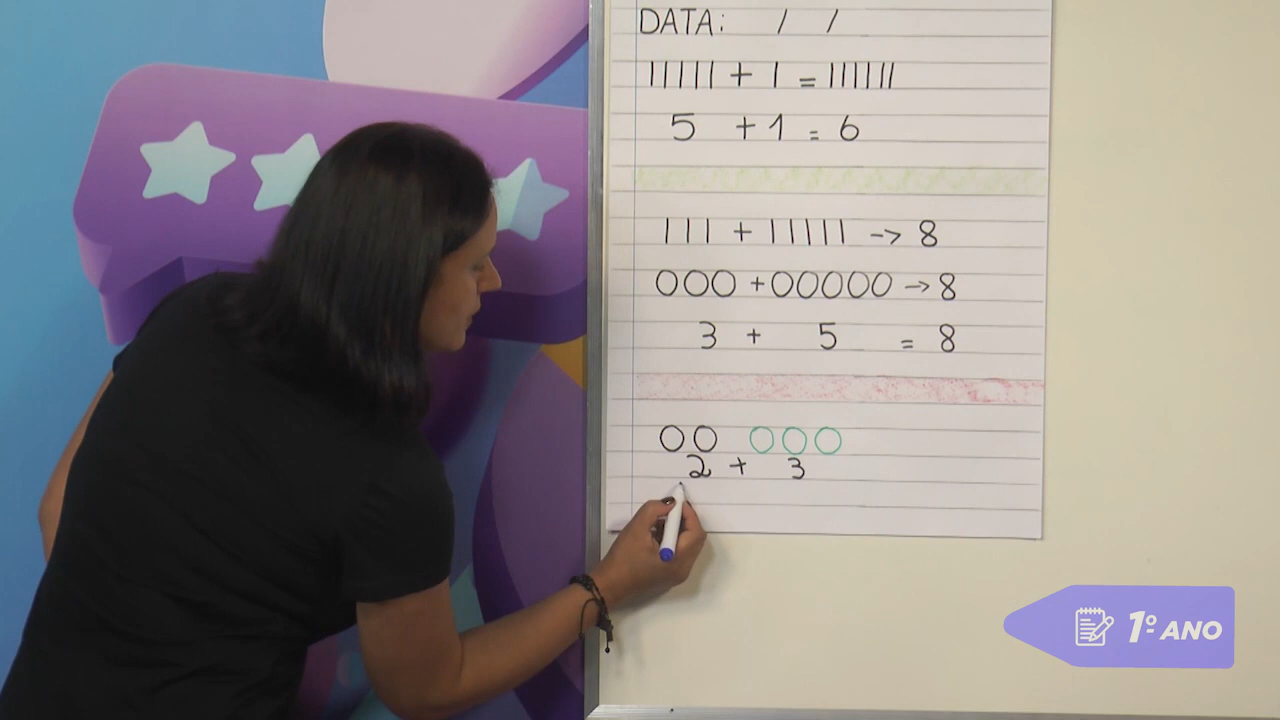 DATA: / /
||||| + | = ||||||
5 + 1 = 6
||| + ||||| -> 8
OOO + OOOOO -> 8
3 + 5 = 8
OO OOO
2 + 3
1º ANO